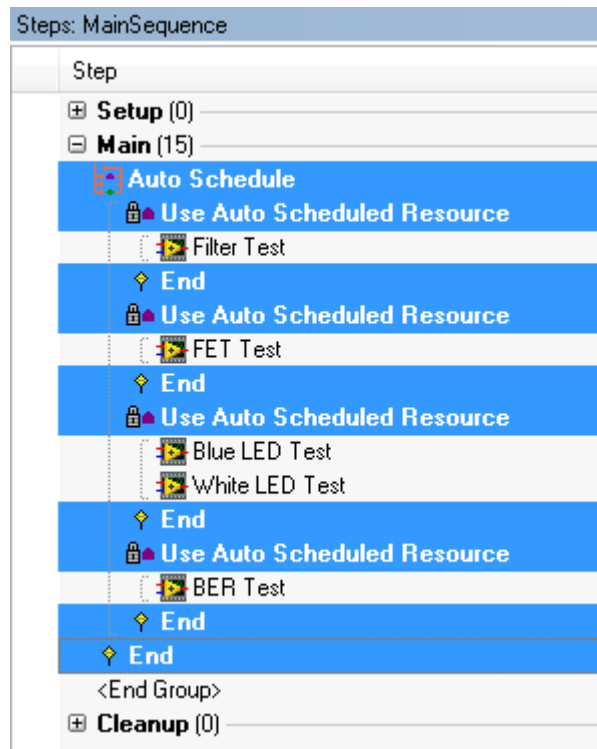 Steps: MainSequence
Step
Setup (0)
Main (15)
Auto Schedule
Use Auto Scheduled Resource
Filter Test
End
Use Auto Scheduled Resource
FET Test
End
Use Auto Scheduled Resource
Blue LED Test
White LED Test
End
Use Auto Scheduled Resource
BER Test
End
End
<End Group>
Cleanup (0)